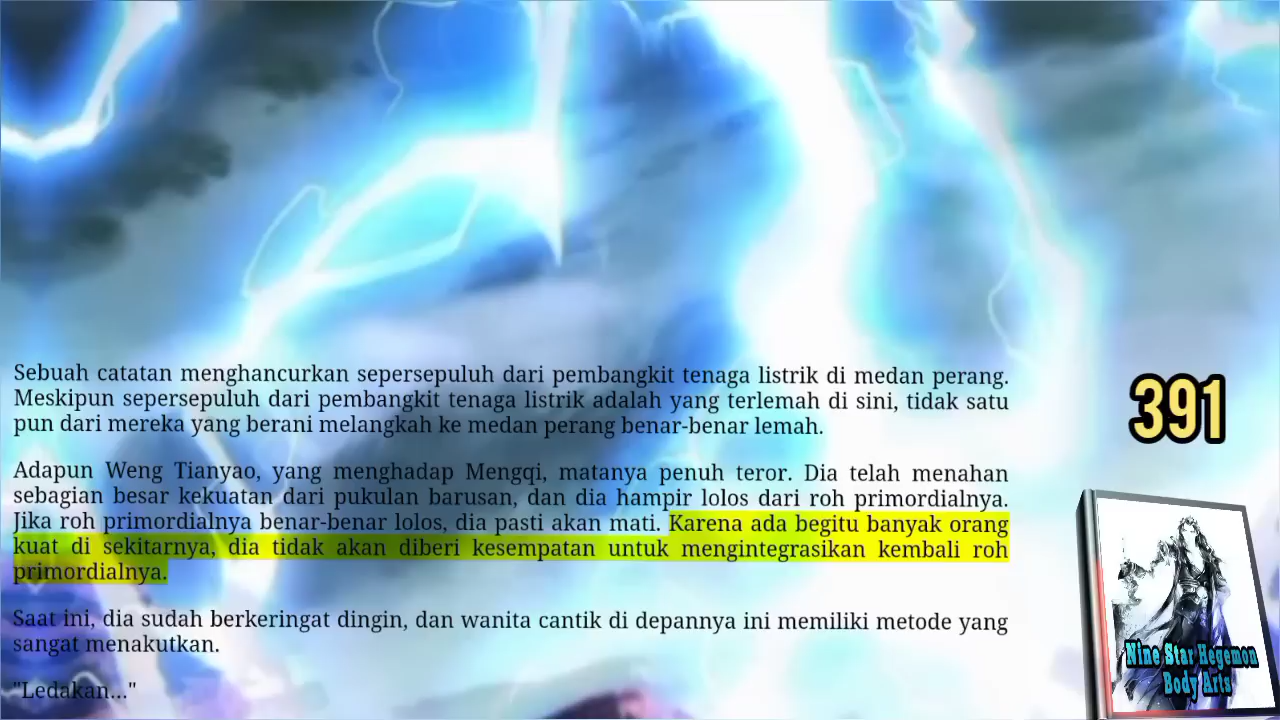 Sebuah catatan menghancurkan sepersepuluh dari pembangkit tenaga listrik di medan perang.
Meskipun sepersepuluh dari pembangkit tenaga listrik adalah yang terlemah di sini, tidak satu
pun dari mereka yang berani melangkah ke medan perang benar-benar lemah.
Adapun Weng Tianyao, yang menghadap Mengqi, matanya penuh teror. Dia telah menahan
sebagian besar kekuatan dari pukulan barusan, dan dia hampir lolos dari roh primordialnya.
Jika roh primordialnya benar-benar lolos, dia pasti akan mati. Karena ada begitu banyak orang
kuat di sekitarnya, dia tidak akan diberi kesempatan untuk mengintegrasikan kembali roh
primordialnya.
Saat ini, dia sudah berkeringat dingin, dan wanita cantik di depannya ini memiliki metode yang
sangat menakutkan.
"Ledakan..."
391
Nine Star Hegemon
Body Arts